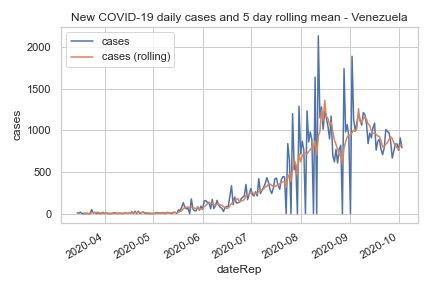 New COVID-19 daily cases and 5 day rolling mean - Venezuela
cases
cases (rolling)
2000
1500
1000
500
0
cases
2020-04
2020-05
2020-06
2020-07
2020-08
2020-09
2020-10
dateRep